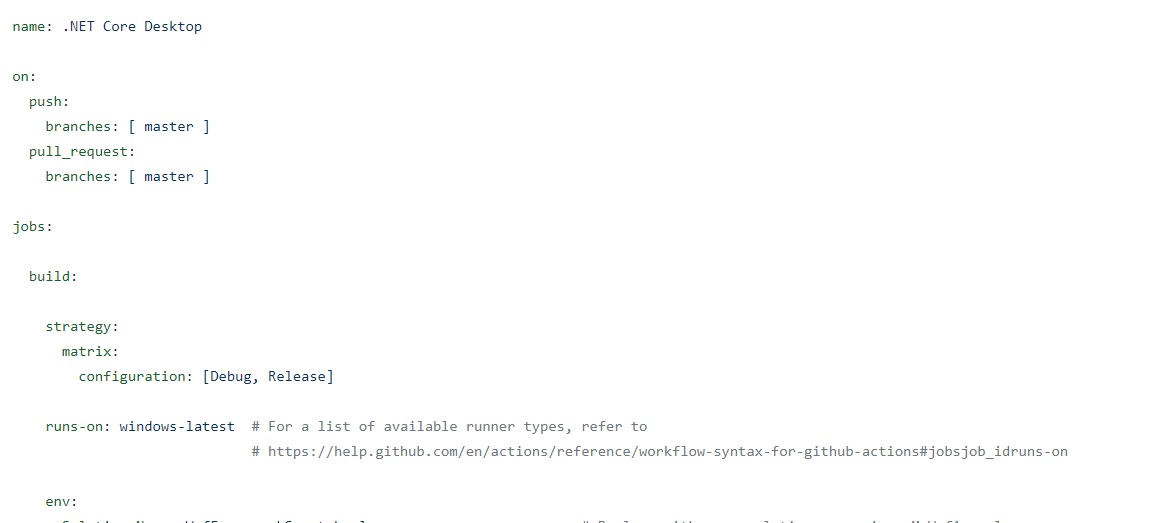 name: .NET Core Desktop
on:
  push:
    branches: [ master ]
  pull_request:
    branches: [ master ]
jobs:
  build:
    strategy:
      matrix:
        configuration: [Debug, Release]
    runs-on: windows-latest  # For a list of available runner types, refer to
                             # https://help.github.com/en/actions/reference/workflow-syntax-for-github-actions#jobsjob_idruns-on
    env: